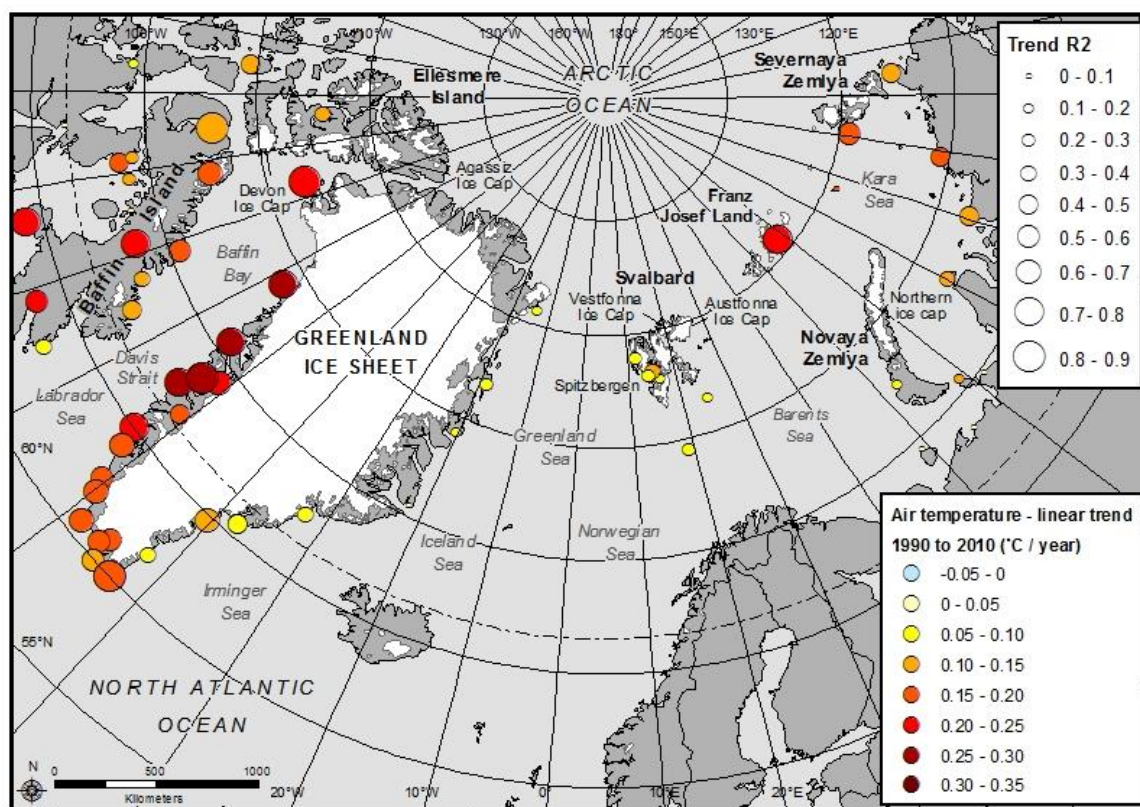 100°W
110°W
130°W
160°W
180°
150°E
130°E
120°E
ARCTIC
OCEAN
Ellesmere
Island
Severnaya
Zemlya
Trend R2
0 - 0.1
0.1 - 0.2
0.2 - 0.3
0.3 - 0.4
0.4 - 0.5
0.5 - 0.6
0.6 - 0.7
0.7 - 0.8
0.8 - 0.9
Agassiz
Ice Cap
Devon
Ice Cap
Kara
Sea
Franz
Josef Land
Baffin Island
Baffin
Bay
Svalbard
Vestfonna
Ice Cap
Austfonna
Ice Cap
Northern
ice cap
Novaya
Zemlya
GREENLAND
ICE SHEET
Davis
Strait
Labrador
Sea
Spitzbergen
Barents
Sea
Greenland
Sea
60°N
Norwegian
Sea
Iceland
Sea
Irminger
Sea
55°N
NORTH ATLANTIC
OCEAN
Air temperature - linear trend
1990 to 2010 (°C / year)
-0.05 - 0
0 - 0.05
0.05 - 0.10
0.10 - 0.15
0.15 - 0.20
0.20 - 0.25
0.25 - 0.30
0.30 - 0.35
N
0 500 1000
Kilometers
20°W
10°W
0°
10°E
20°E